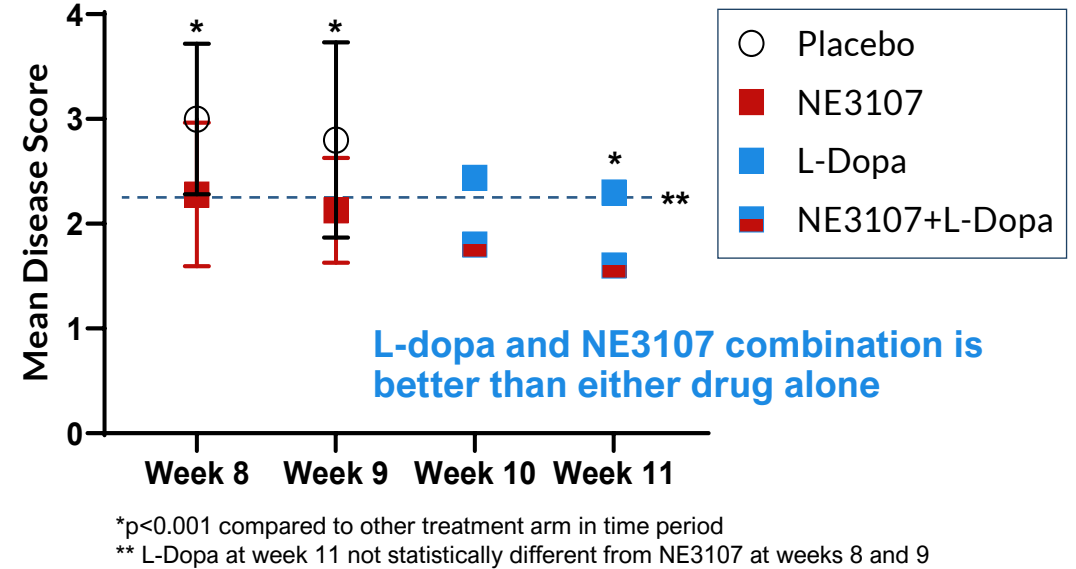 4
3
2
1
0
Mean Disease Score
*
*
*
**
Placebo
NE3107
L-Dopa
NE3107+L-Dopa
L-dopa and NE3107 combination is
better than either drug alone
Week 8 Week 9 Week 10 Week 11
*p<0.001 compared to other treatment arm in time period
** L-Dopa at week 11 not statistically different from NE3107 at weeks 8 and 9